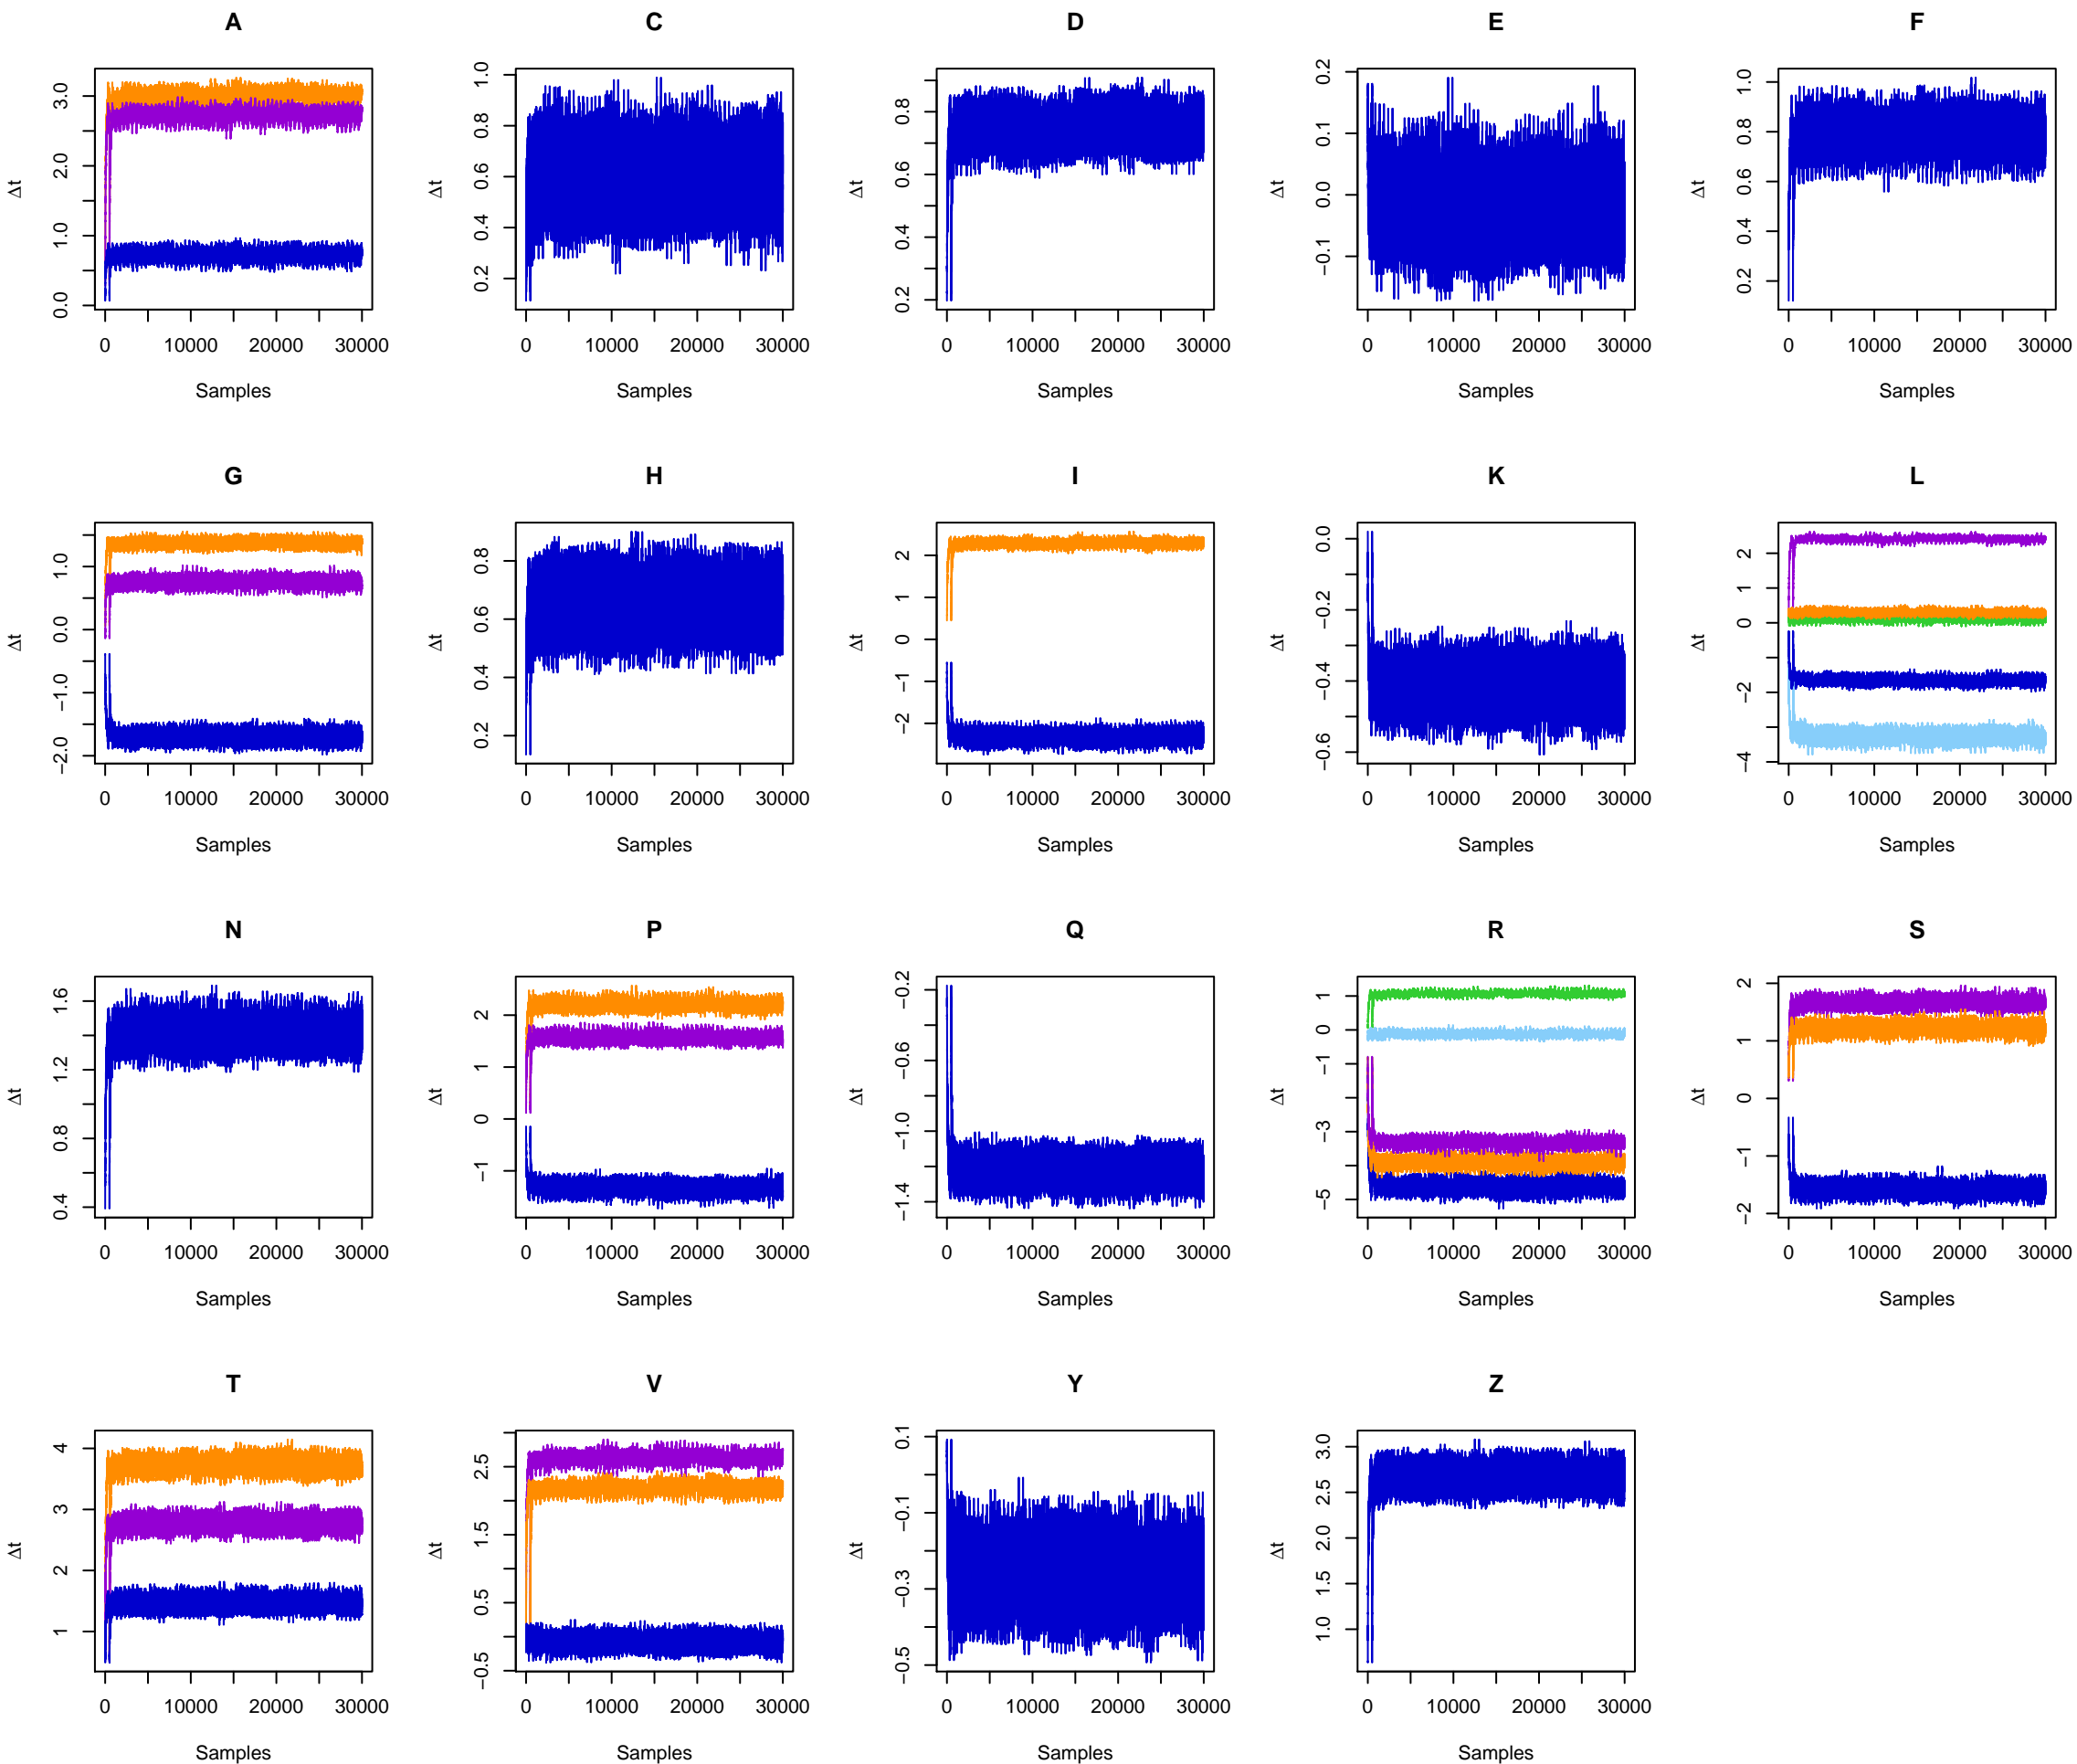 A
Δt
0.0 1.0 2.0 3.0
0 10000 20000 30000
Samples
C
Δt
0.2 0.4 0.6 0.8 1.0
0 10000 20000 30000
Samples
D
Δt
0.2 0.4 0.6 0.8
0 10000 20000 30000
Samples
E
Δt
−0.1 0.0 0.1 0.2
0 10000 20000 30000
Samples
F
Δt
0.2 0.4 0.6 0.8 1.0
0 10000 20000 30000
Samples
G
Δt
−2.0 −1.0 0.0 1.0
0 10000 20000 30000
Samples
H
Δt
0.2 0.4 0.6 0.8
0 10000 20000 30000
Samples
I
Δt
−2 −1 0 1 2
0 10000 20000 30000
Samples
K
Δt
−0.6 −0.4 −0.2 0.0
0 10000 20000 30000
Samples
L
Δt
−4 −2 0 2
0 10000 20000 30000
Samples
N
Δt
0.4 0.8 1.2 1.6
0 10000 20000 30000
Samples
P
Δt
−1 0 1 2
0 10000 20000 30000
Samples
Q
Δt
−1.4 −1.0 −0.6 −0.2
0 10000 20000 30000
Samples
R
Δt
−5 −3 −1 0 1
0 10000 20000 30000
Samples
S
Δt
−2 −1 0 1 2
0 10000 20000 30000
Samples
T
Δt
1 2 3 4
0 10000 20000 30000
Samples
V
Δt
−0.5 0.5 1.5 2.5
0 10000 20000 30000
Samples
Y
Δt
−0.5 −0.3 −0.1 0.1
0 10000 20000 30000
Samples
Z
Δt
1.0 1.5 2.0 2.5 3.0
0 10000 20000 30000
Samples